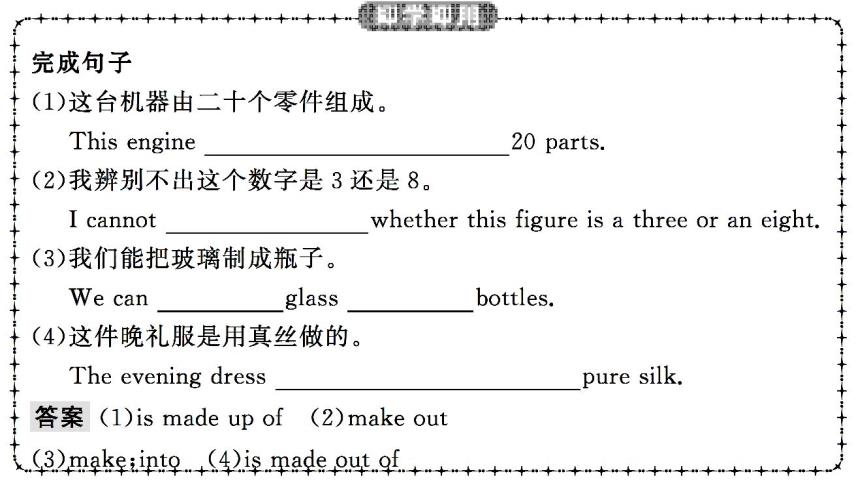 完成句子
(1)这台机器由二十个零件组成。
This engine ____ 20 parts.
(2)我辨别不出这个数字是 3 还是 8。
I cannot ____ whether this figure is a three or an eight.
(3)我们能把玻璃制成瓶子。
We can ____ glass ____ bottles.
(4)这件晚礼服是用真丝做的。
The evening dress ____ pure silk.
答案 (1)is made up of (2)make out
(3)make;into (4)is made out of